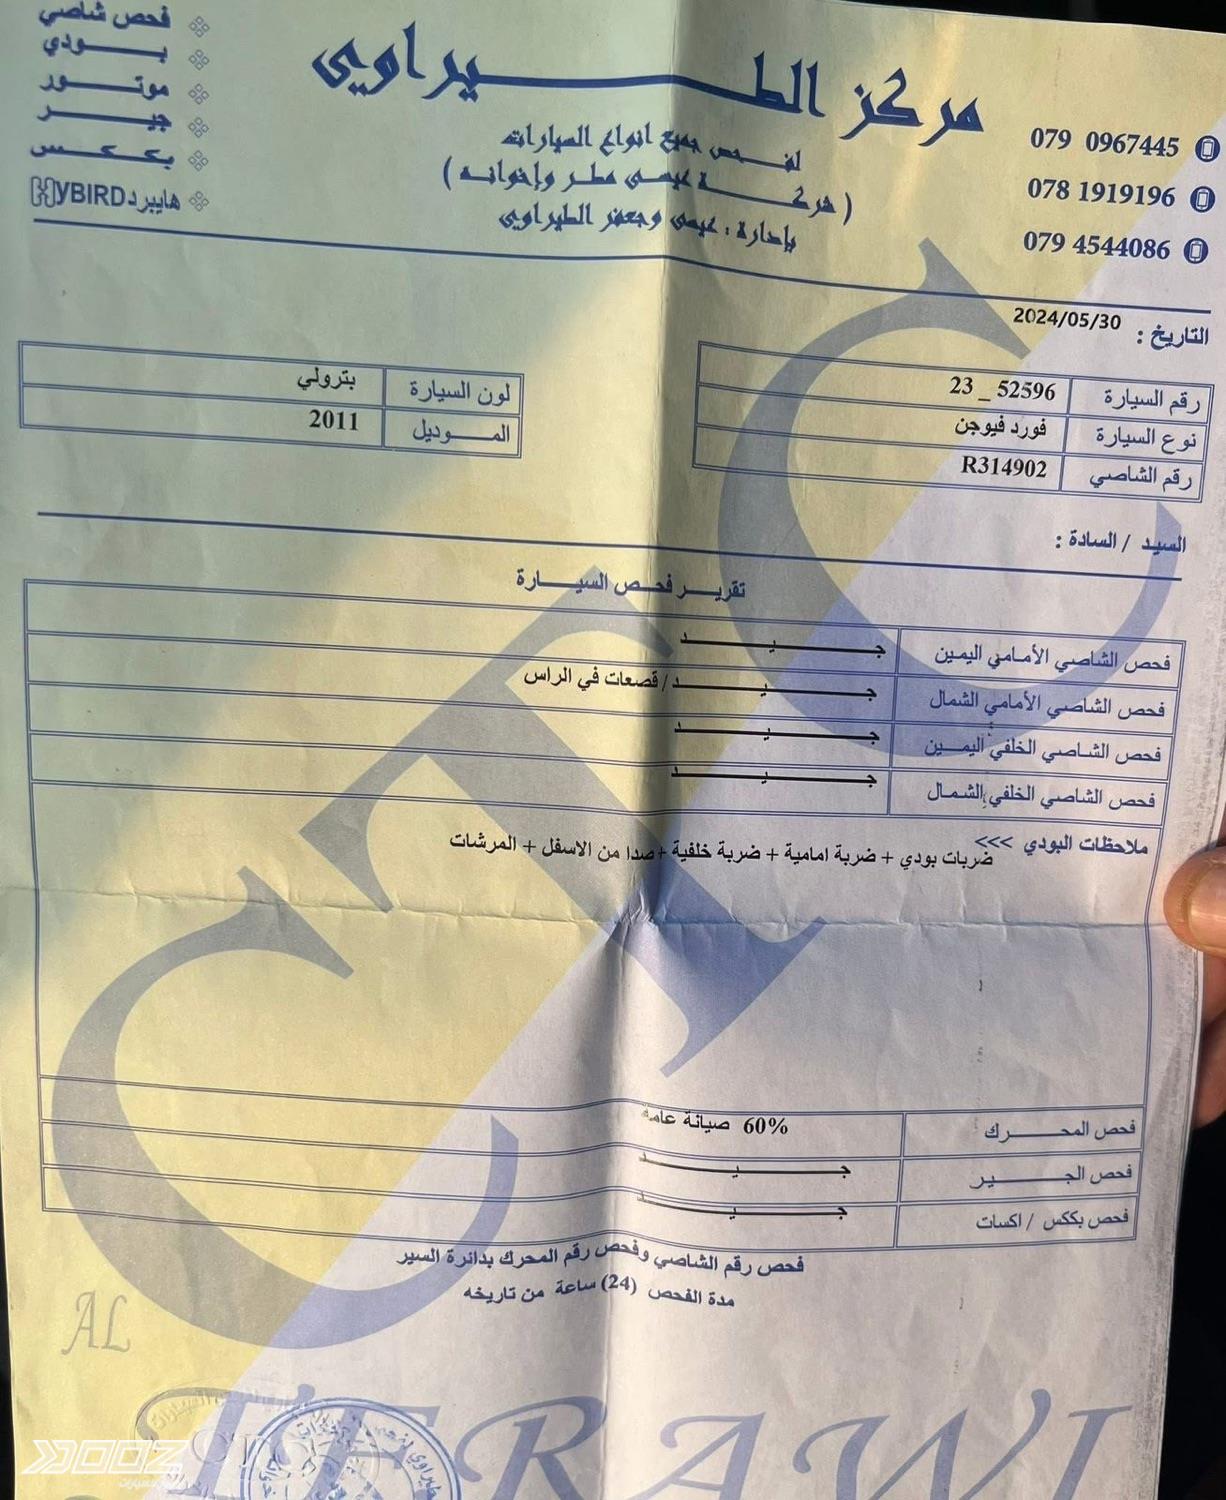 مركز الطيراوي
لفحص جميع انواع السيارات
( شركة عيسى مطر وإخوانه )
بإدارة : عيسى وجعفر الطيراوي
079 0967445
078 1919196
079 4544086
فحص شاصي
بودي
موتور
جير
بككس
هايبرد HYBIRD
التاريخ : 2024/05/30
رقم السيارة 52596 _ 23
نوع السيارة فورد فيوجن
رقم الشاصي R314902
لون السيارة بترولي
الموديل 2011
السيد / السادة :
تقرير فحص السيارة
فحص الشاصي الأمامي اليمين جيد
فحص الشاصي الأمامي الشمال جيد / قصعات في الراس
فحص الشاصي الخلفي اليمين جيد
فحص الشاصي الخلفي الشمال جيد
ملاحظات البودي >>>
ضربات بودي + ضربة امامية + ضربة خلفية + صدا من الاسفل + المرشات
فحص المحرك 60% صيانة عامة
فحص الجير جيد
فحص بككس / اكسات جيد
فحص رقم الشاصي وفحص رقم المحرك بدائرة السير
مدة الفحص (24) ساعة من تاريخه
CTC
AL
TERAWI